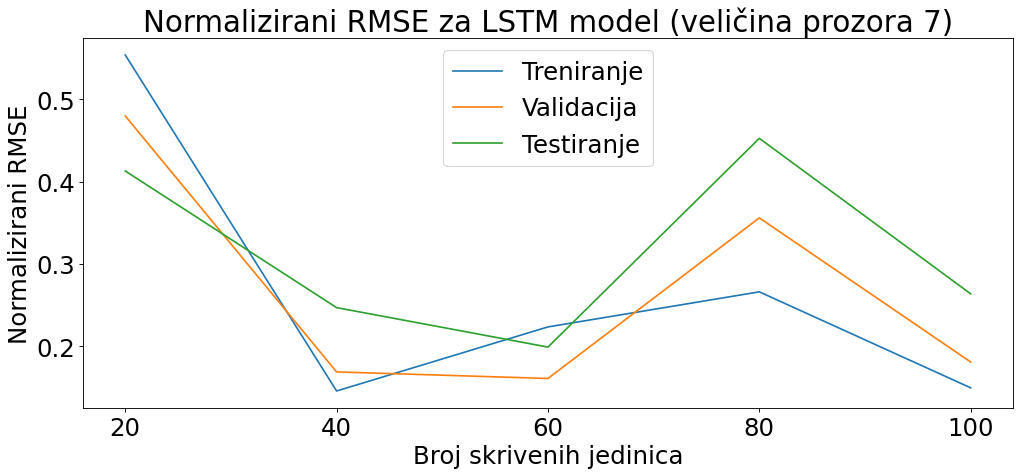 Normalizirani RMSE za LSTM model (veličina prozora 7)
Normalizirani RMSE
0.5
0.4
0.3
0.2
Treniranje
Validacija
Testiranje
20 40 60 80 100
Broj skrivenih jedinica